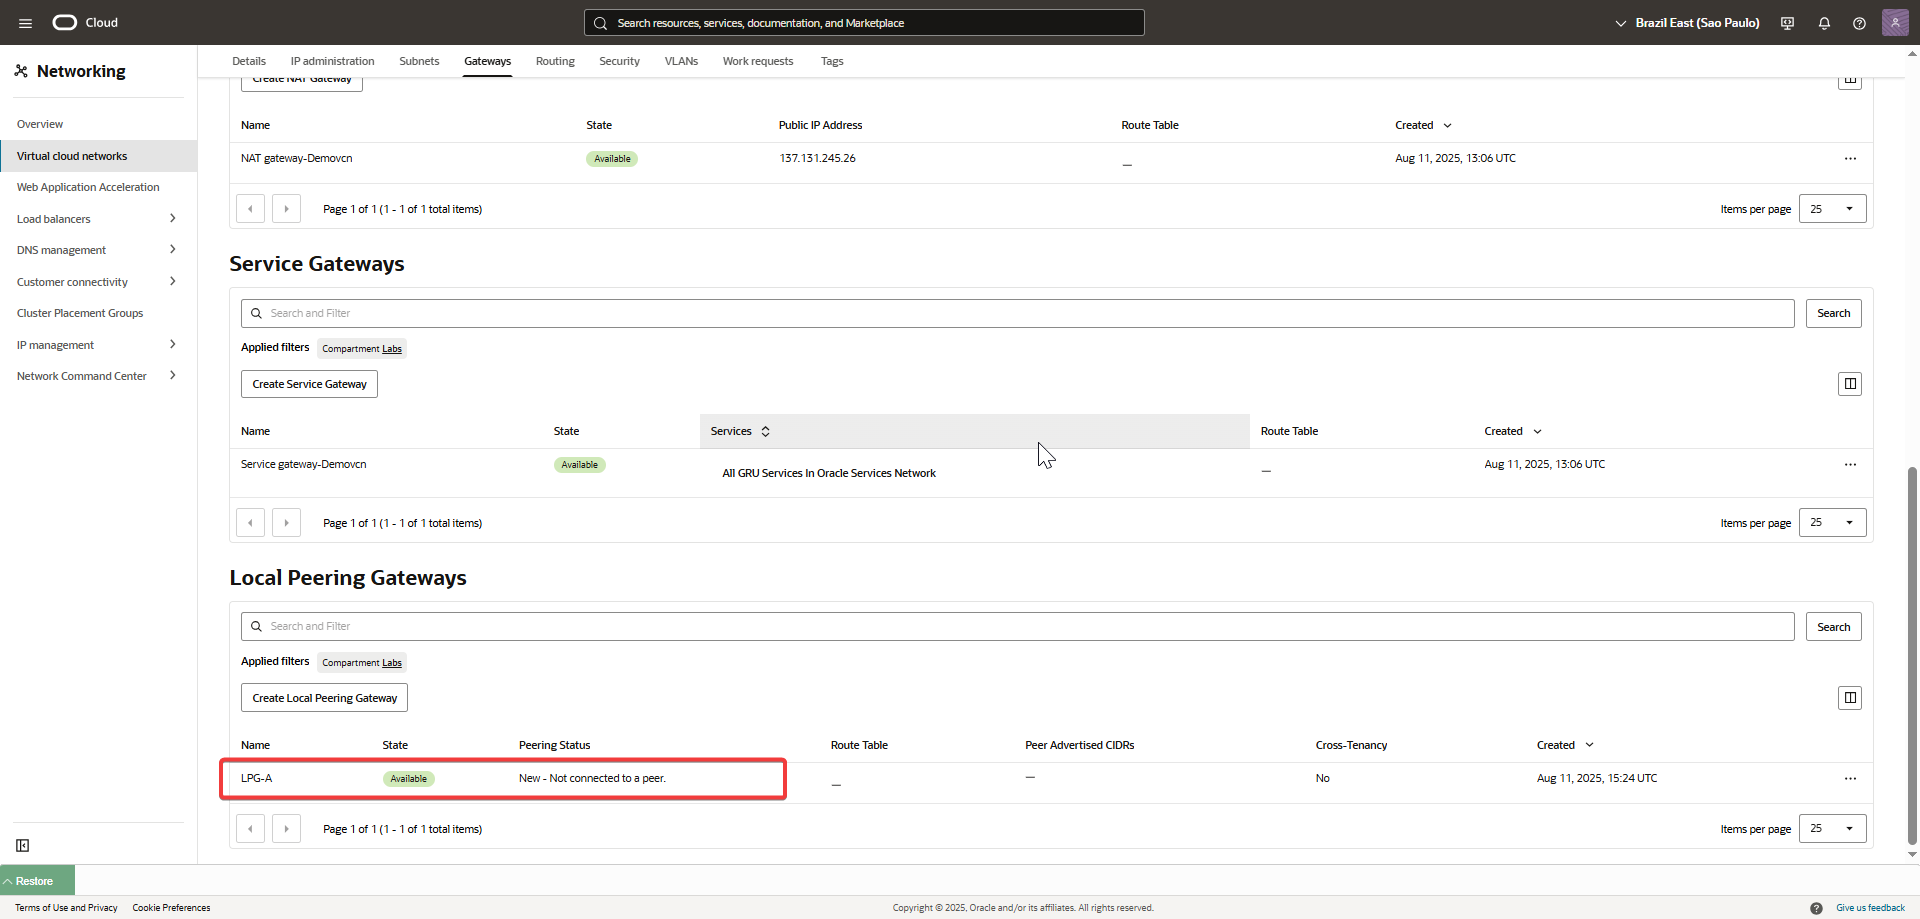 Cloud
Search resources, services, documentation, and Marketplace
Brazil East (Sao Paulo)
Networking
Overview
Virtual cloud networks
Web Application Acceleration
Load balancers
DNS management
Customer connectivity
Cluster Placement Groups
IP management
Network Command Center
Details IP administration Subnets Gateways Routing Security VLANs Work requests Tags
Create NAT Gateway
Name State Public IP Address Route Table Created
NAT gateway-Demovcn Available 137.131.245.26 — Aug 11, 2025, 13:06 UTC
Page 1 of 1 (1 - 1 of 1 total items) Items per page 25
Service Gateways
Search and Filter Search
Applied filters Compartment Labs
Create Service Gateway
Name State Services Route Table Created
Service gateway-Demovcn Available All GRU Services In Oracle Services Network — Aug 11, 2025, 13:06 UTC
Page 1 of 1 (1 - 1 of 1 total items) Items per page 25
Local Peering Gateways
Search and Filter Search
Applied filters Compartment Labs
Create Local Peering Gateway
Name State Peering Status Route Table Peer Advertised CIDRs Cross-Tenancy Created
LPG-A Available New - Not connected to a peer. — — No Aug 11, 2025, 15:24 UTC
Page 1 of 1 (1 - 1 of 1 total items) Items per page 25
Restore
Terms of Use and Privacy Cookie Preferences Copyright © 2025, Oracle and/or its affiliates. All rights reserved. Give us feedback